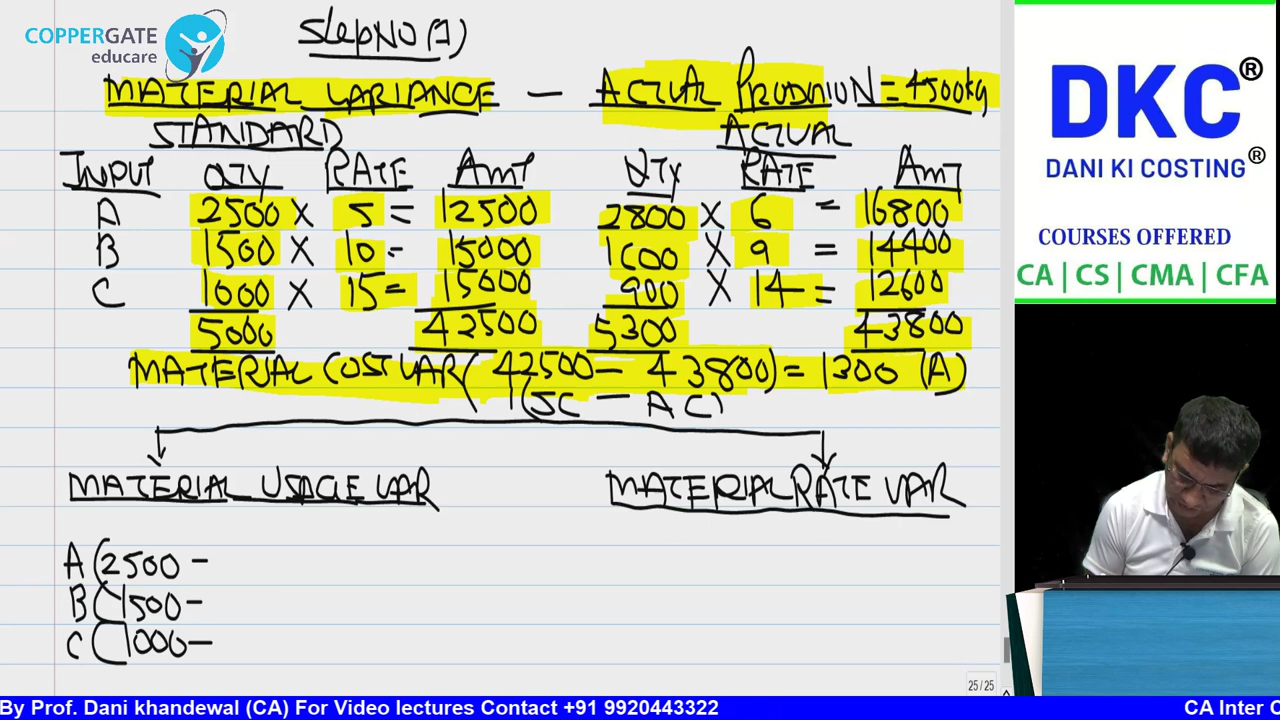 COPPERGATE
educare
StepNO(1)
MATERIAL VARIANCE — ACTUAL PRODNION = 4500kg
STANDARD ACTUAL
INPUT QTY RATE Amt QTY RATE Amt
A 2500 X 5 = 12500 2800 X 6 = 16800
B 1500 X 10 = 15000 1600 X 9 = 14400
C 1000 X 15 = 15000 900 X 14 = 12600
5000 42500 5300 43800
MATERIAL COST VAR( 42500 — 43800) = 1300 (A)
(SC — AC)
MATERIAL USAGE VAR MATERIAL RATE VAR
A (2500 —
B (1500 —
C (1000 —
25/25
DKC®
DANI KI COSTING®
COURSES OFFERED
CA | CS | CMA | CFA
By Prof. Dani khandewal (CA) For Video lectures Contact +91 9920443322 CA Inter C